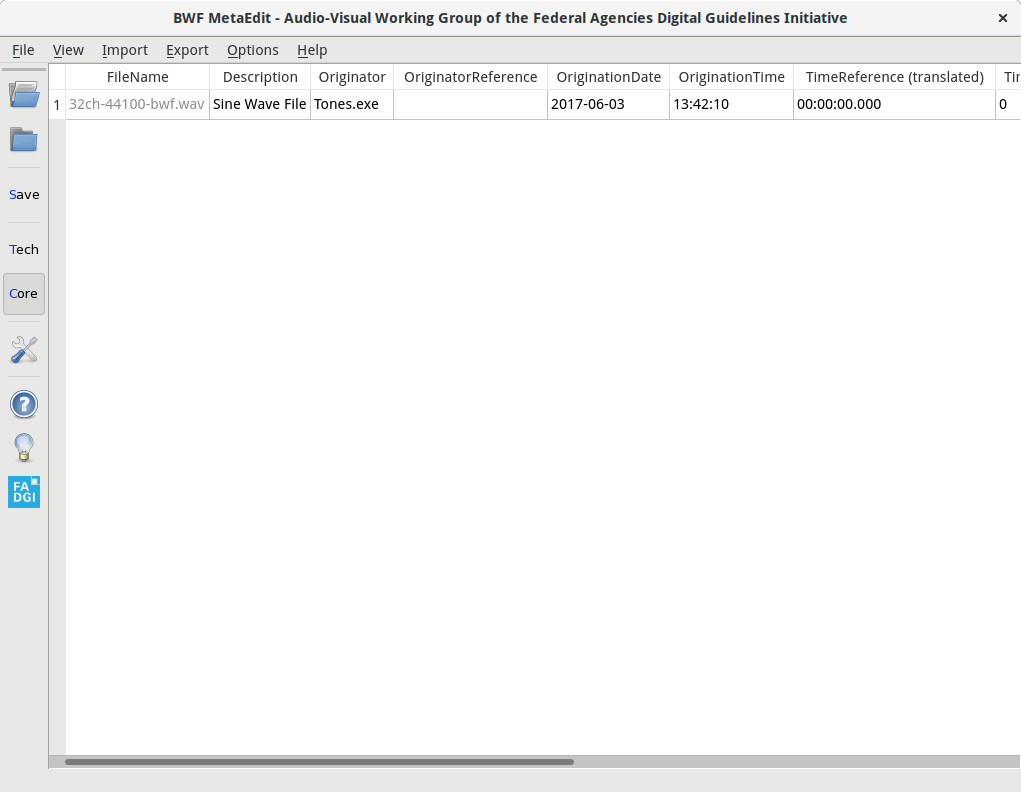 BWF MetaEdit - Audio-Visual Working Group of the Federal Agencies Digital Guidelines Initiative
File View Import Export Options Help
FileName Description Originator OriginatorReference OriginationDate OriginationTime TimeReference (translated)
1 32ch-44100-bwf.wav Sine Wave File Tones.exe 2017-06-03 13:42:10 00:00:00.000 0
Save
Tech
Core
FA
DGI